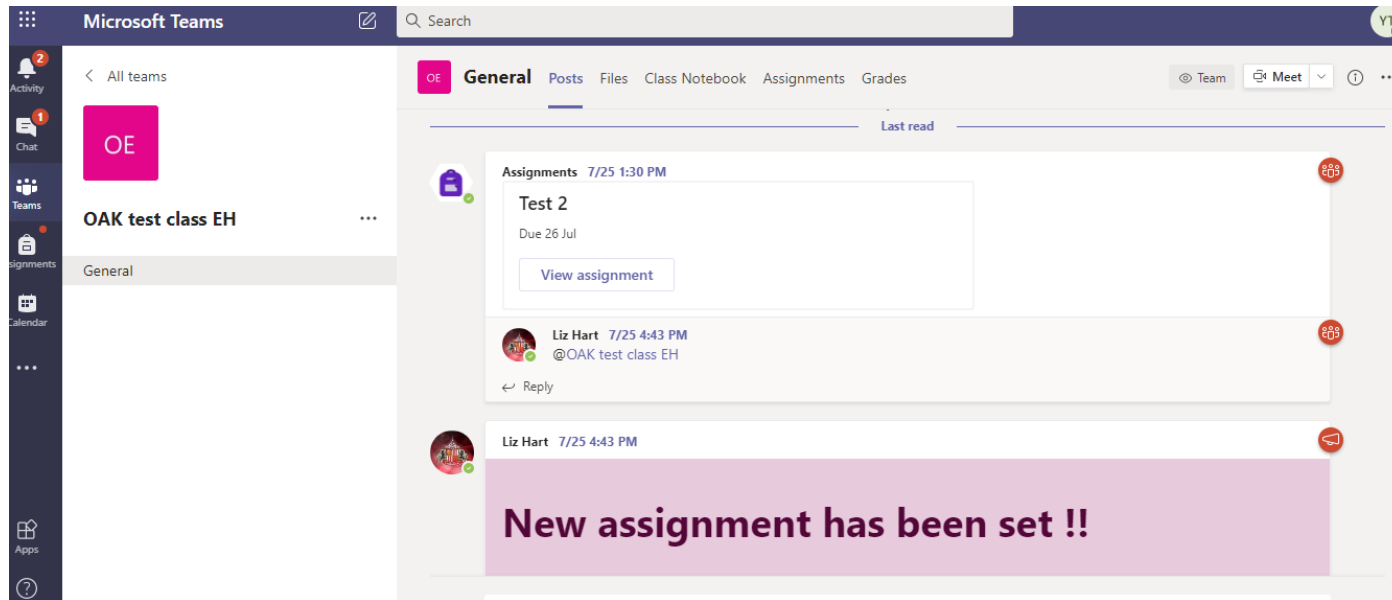 Microsoft Teams
Search
YT
2
Activity
1
Chat
Teams
signments
Calendar
Apps
All teams
OE
OAK test class EH
General
OE General Posts Files Class Notebook Assignments Grades
Team Meet
Last read
Assignments 7/25 1:30 PM
Test 2
Due 26 Jul
View assignment
Liz Hart 7/25 4:43 PM
@OAK test class EH
Reply
Liz Hart 7/25 4:43 PM
New assignment has been set !!